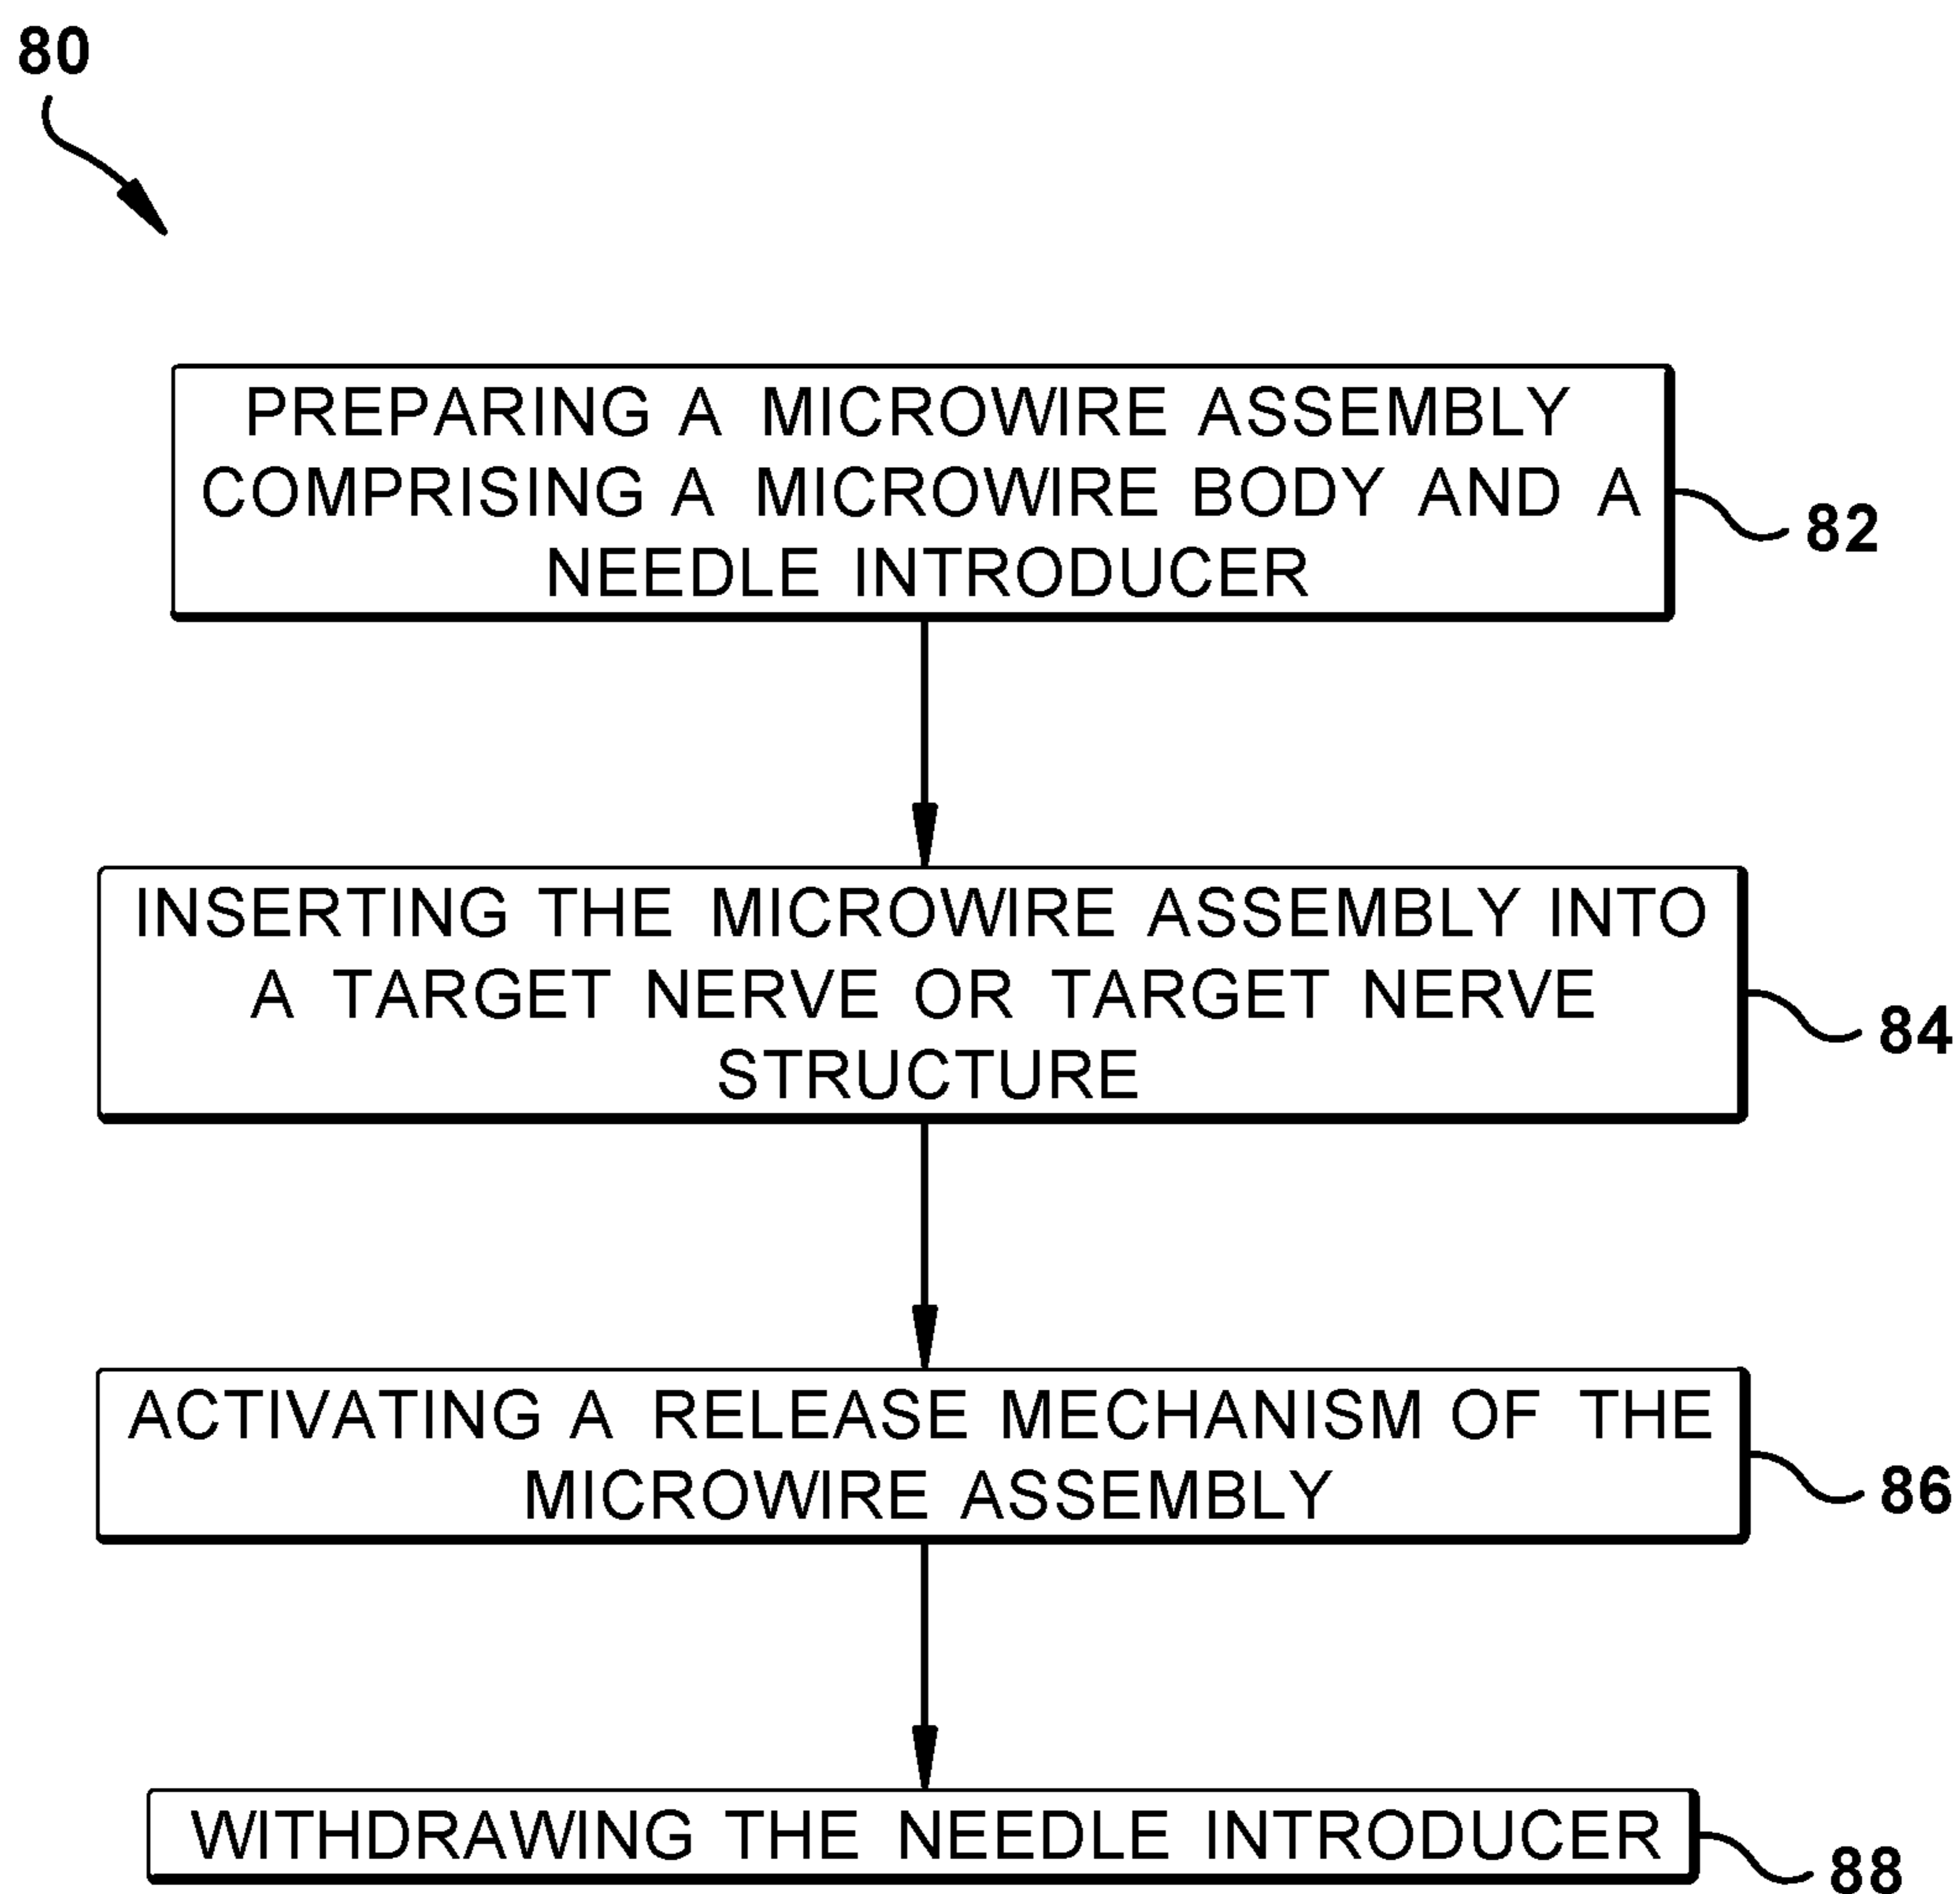 80
PREPARING A MICROWIRE ASSEMBLY
COMPRISING A MICROWIRE BODY AND A
NEEDLE INTRODUCER
82
INSERTING THE MICROWIRE ASSEMBLY INTO
A TARGET NERVE OR TARGET NERVE
STRUCTURE
84
ACTIVATING A RELEASE MECHANISM OF THE
MICROWIRE ASSEMBLY
86
WITHDRAWING THE NEEDLE INTRODUCER
88